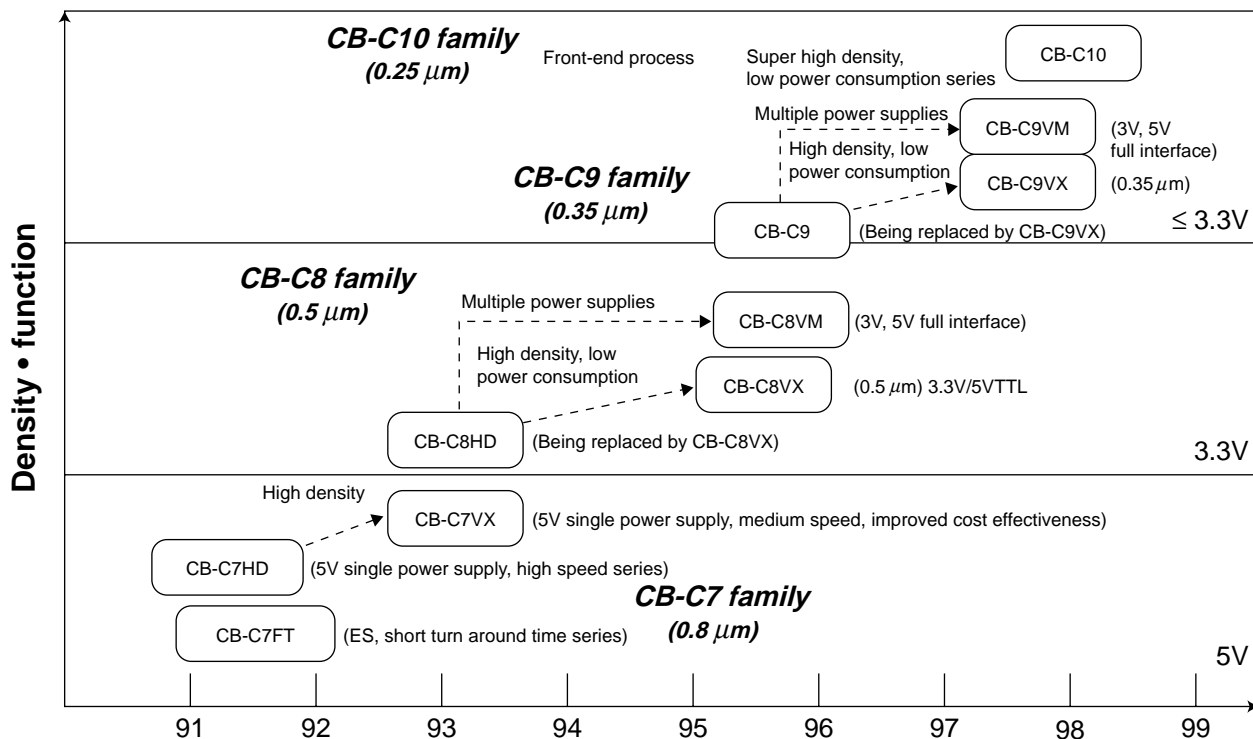 CB-C10 family
(0.25 μm)
Front-end process
Super high density,
low power consumption series
CB-C10
Multiple power supplies
CB-C9VM
(3V, 5V
full interface)
High density, low
power consumption
CB-C9VX
(0.35 μm)
CB-C9 family
(0.35 μm)
CB-C9
(Being replaced by CB-C9VX)
≤ 3.3V
CB-C8 family
(0.5 μm)
Multiple power supplies
CB-C8VM
(3V, 5V full interface)
High density, low
power consumption
CB-C8VX
(0.5 μm) 3.3V/5VTTL
CB-C8HD
(Being replaced by CB-C8VX)
3.3V
High density
CB-C7VX
(5V single power supply, medium speed, improved cost effectiveness)
CB-C7HD
(5V single power supply, high speed series)
CB-C7 family
(0.8 μm)
CB-C7FT
(ES, short turn around time series)
5V
Density • function
91 92 93 94 95 96 97 98 99